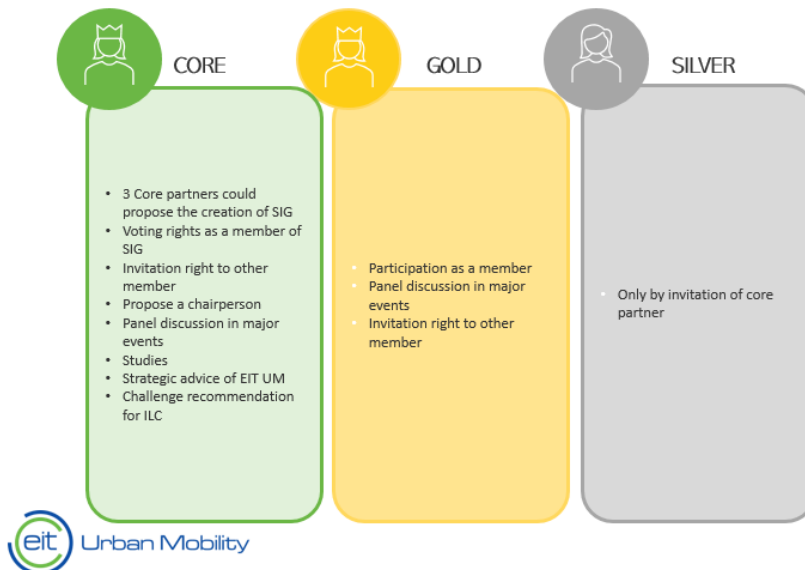 CORE
• 3 Core partners could
propose the creation of SIG
• Voting rights as a member of
SIG
• Invitation right to other
member
• Propose a chairperson
• Panel discussion in major
events
• Studies
• Strategic advice of EIT UM
• Challenge recommendation
for ILC
GOLD
• Participation as a member
• Panel discussion in major
events
• Invitation right to other
member
SILVER
• Only by invitation of core
partner
eit Urban Mobility